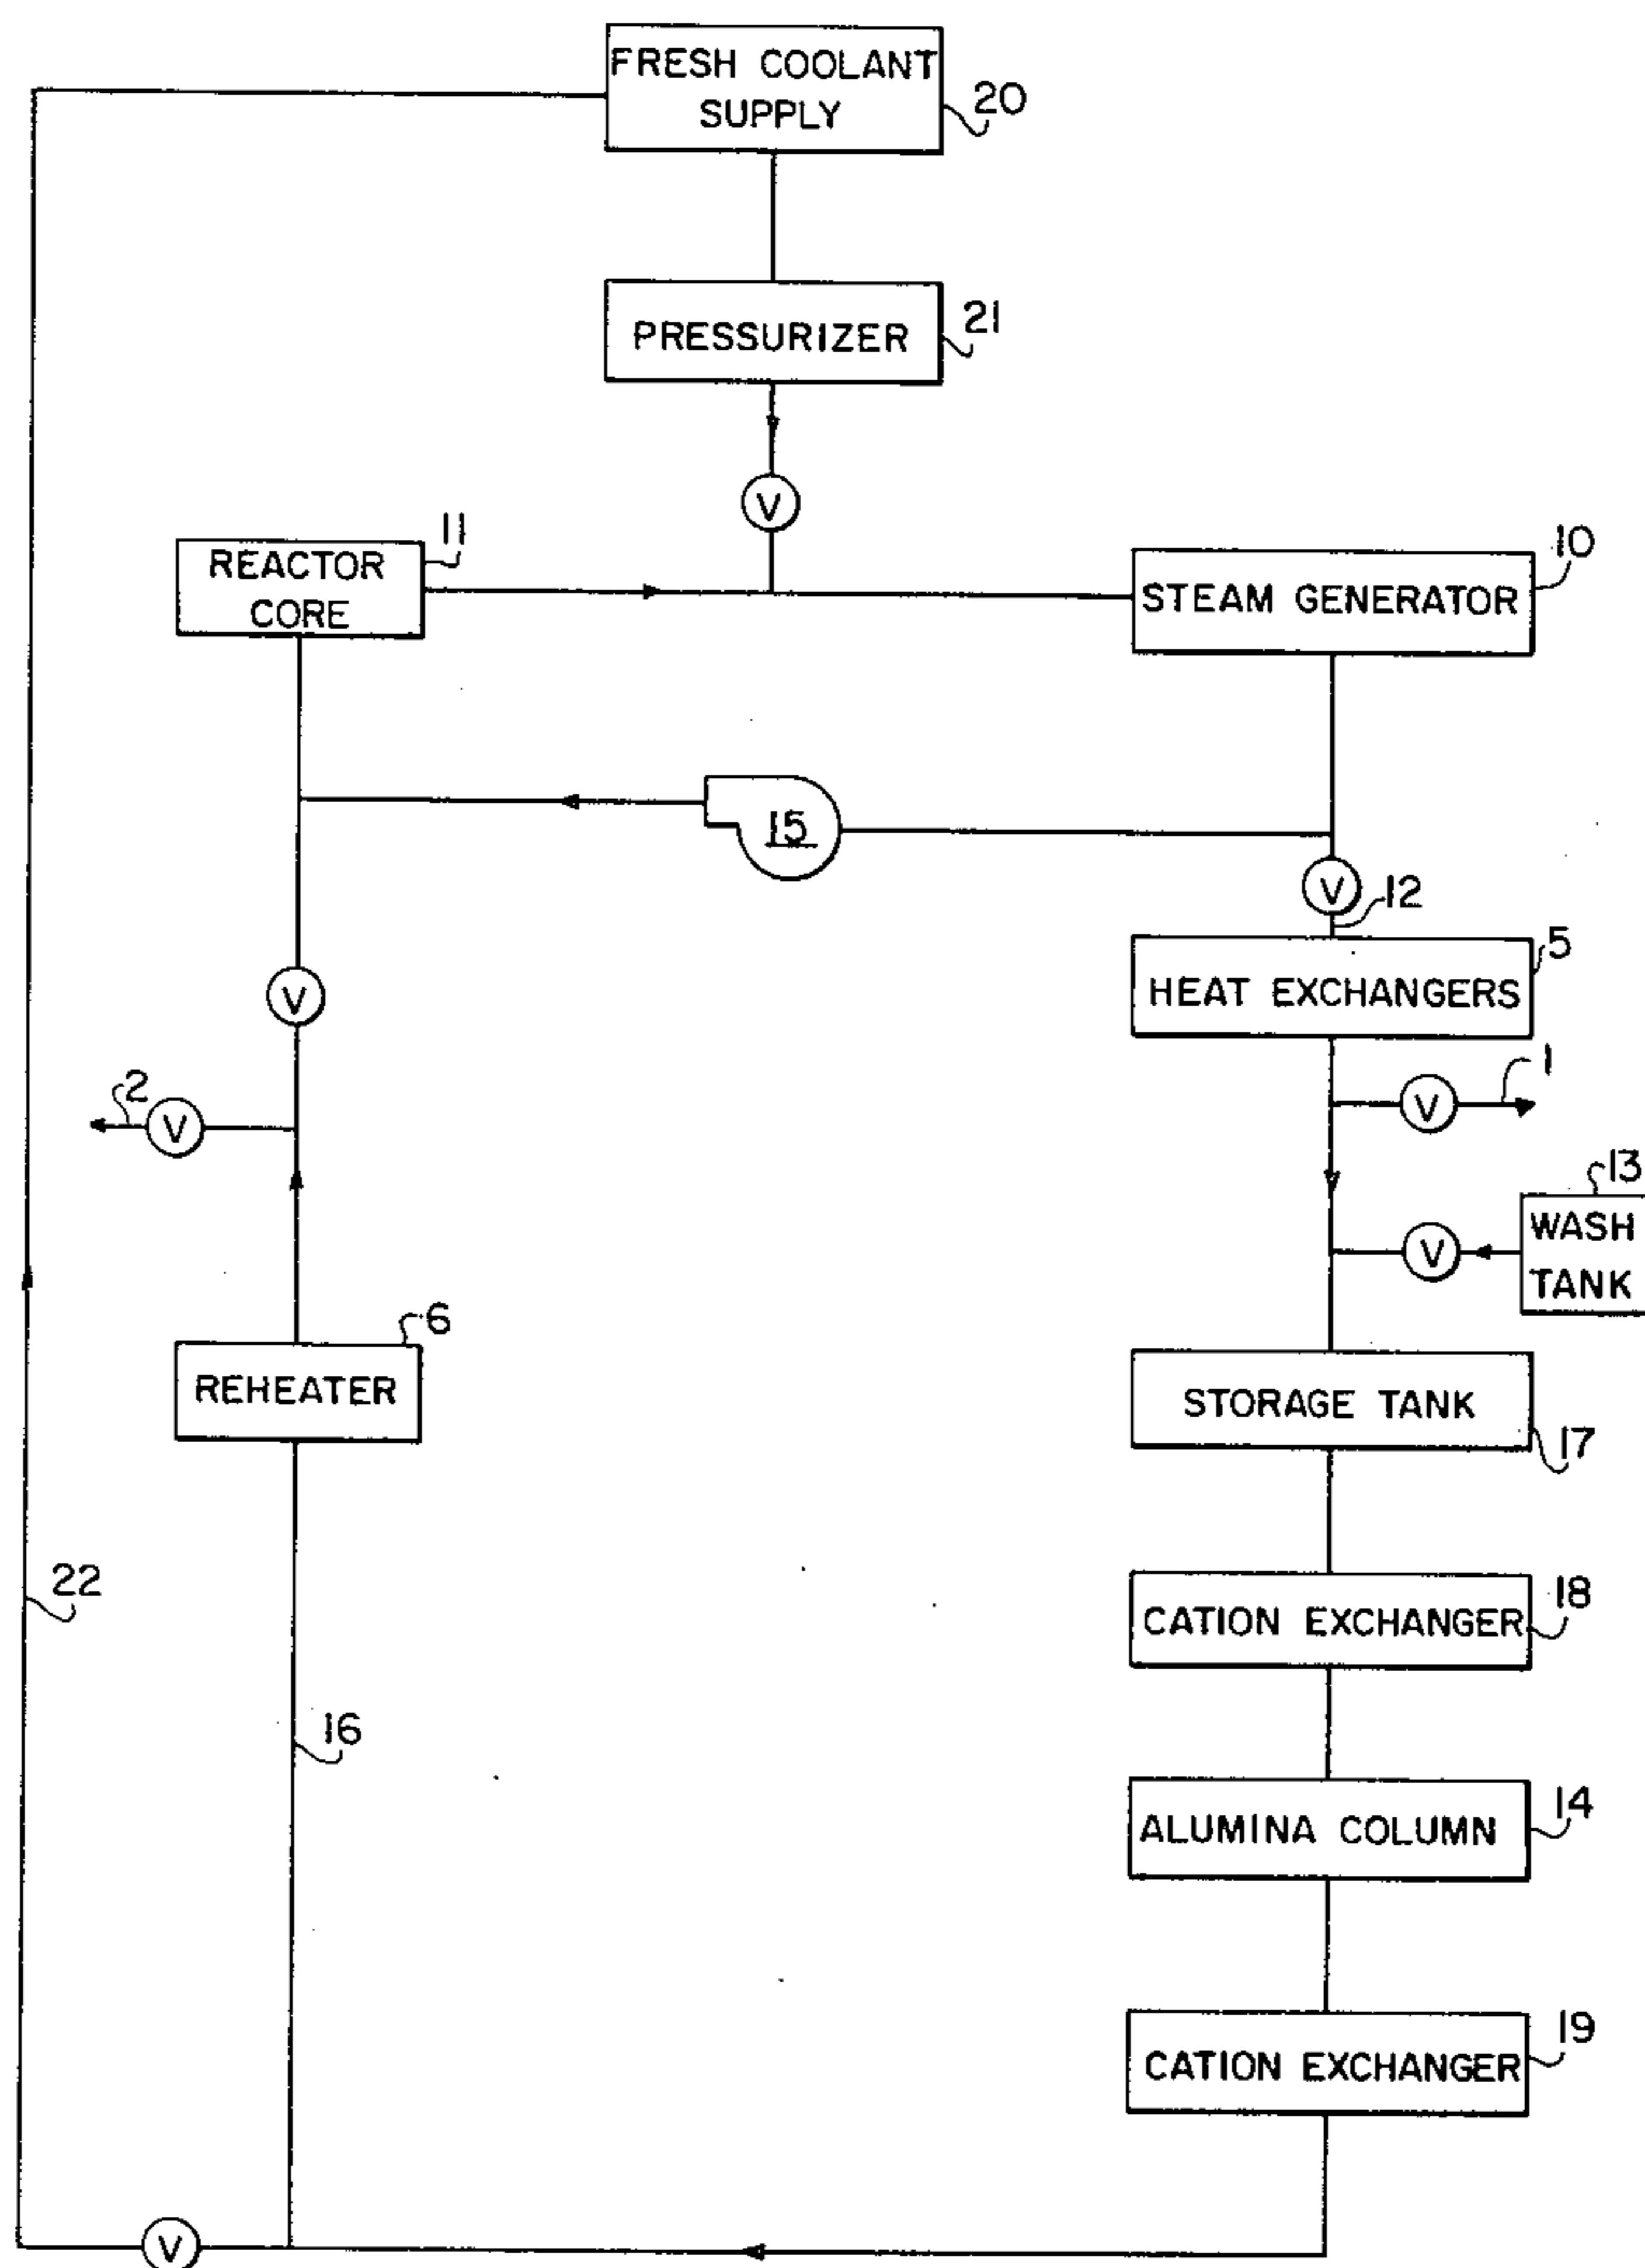 FRESH COOLANT
SUPPLY
20
PRESSURIZER
21
V
11
REACTOR
CORE
10
STEAM GENERATOR
15
V
12
5
HEAT EXCHANGERS
V
1
2
V
V
13
WASH
TANK
V
6
REHEATER
STORAGE TANK
17
22
18
CATION EXCHANGER
16
14
ALUMINA COLUMN
19
CATION EXCHANGER
V